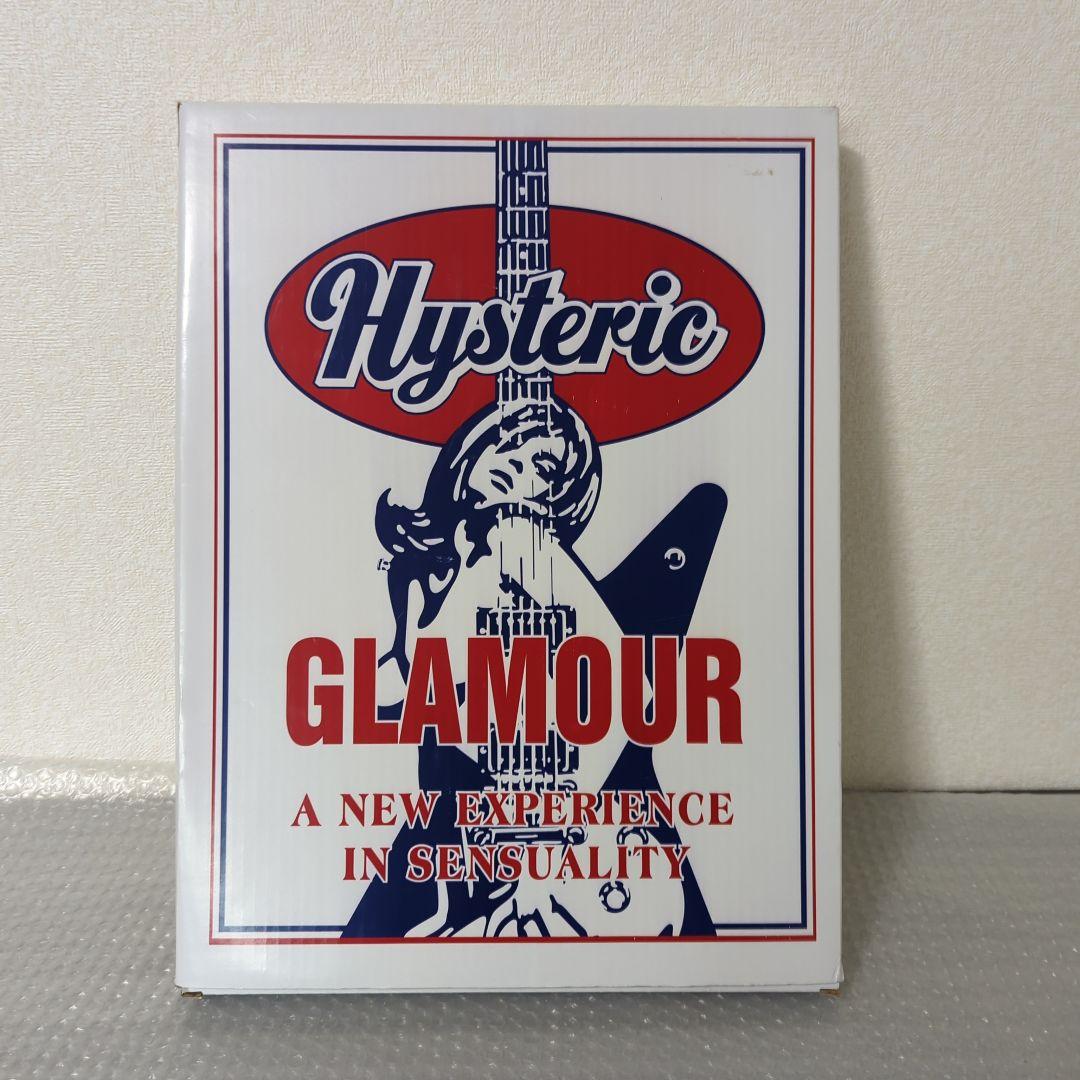 Hysteric
GLAMOUR
A NEW EXPERIENCE
IN SENSUALITY